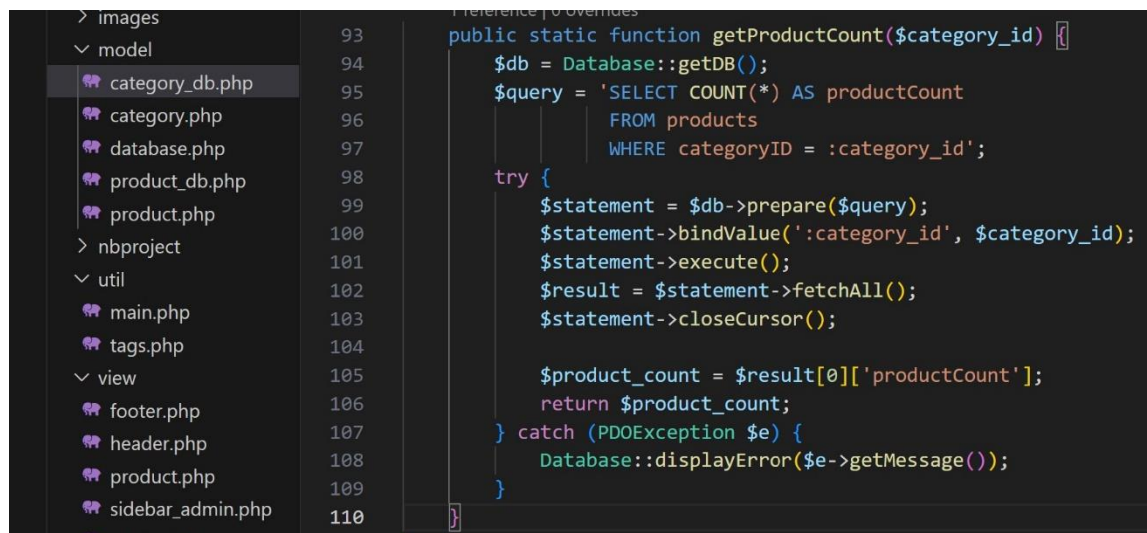 > images
model
category_db.php
category.php
database.php
product_db.php
product.php
> nbproject
util
main.php
tags.php
view
footer.php
header.php
product.php
sidebar_admin.php
1 reference | 0 overrides
93 public static function getProductCount($category_id) {
94 $db = Database::getDB();
95 $query = 'SELECT COUNT(*) AS productCount
96 FROM products
97 WHERE categoryID = :category_id';
98 try {
99 $statement = $db->prepare($query);
100 $statement->bindValue(':category_id', $category_id);
101 $statement->execute();
102 $result = $statement->fetchAll();
103 $statement->closeCursor();
104
105 $product_count = $result[0]['productCount'];
106 return $product_count;
107 } catch (PDOException $e) {
108 Database::displayError($e->getMessage());
109 }
110 }